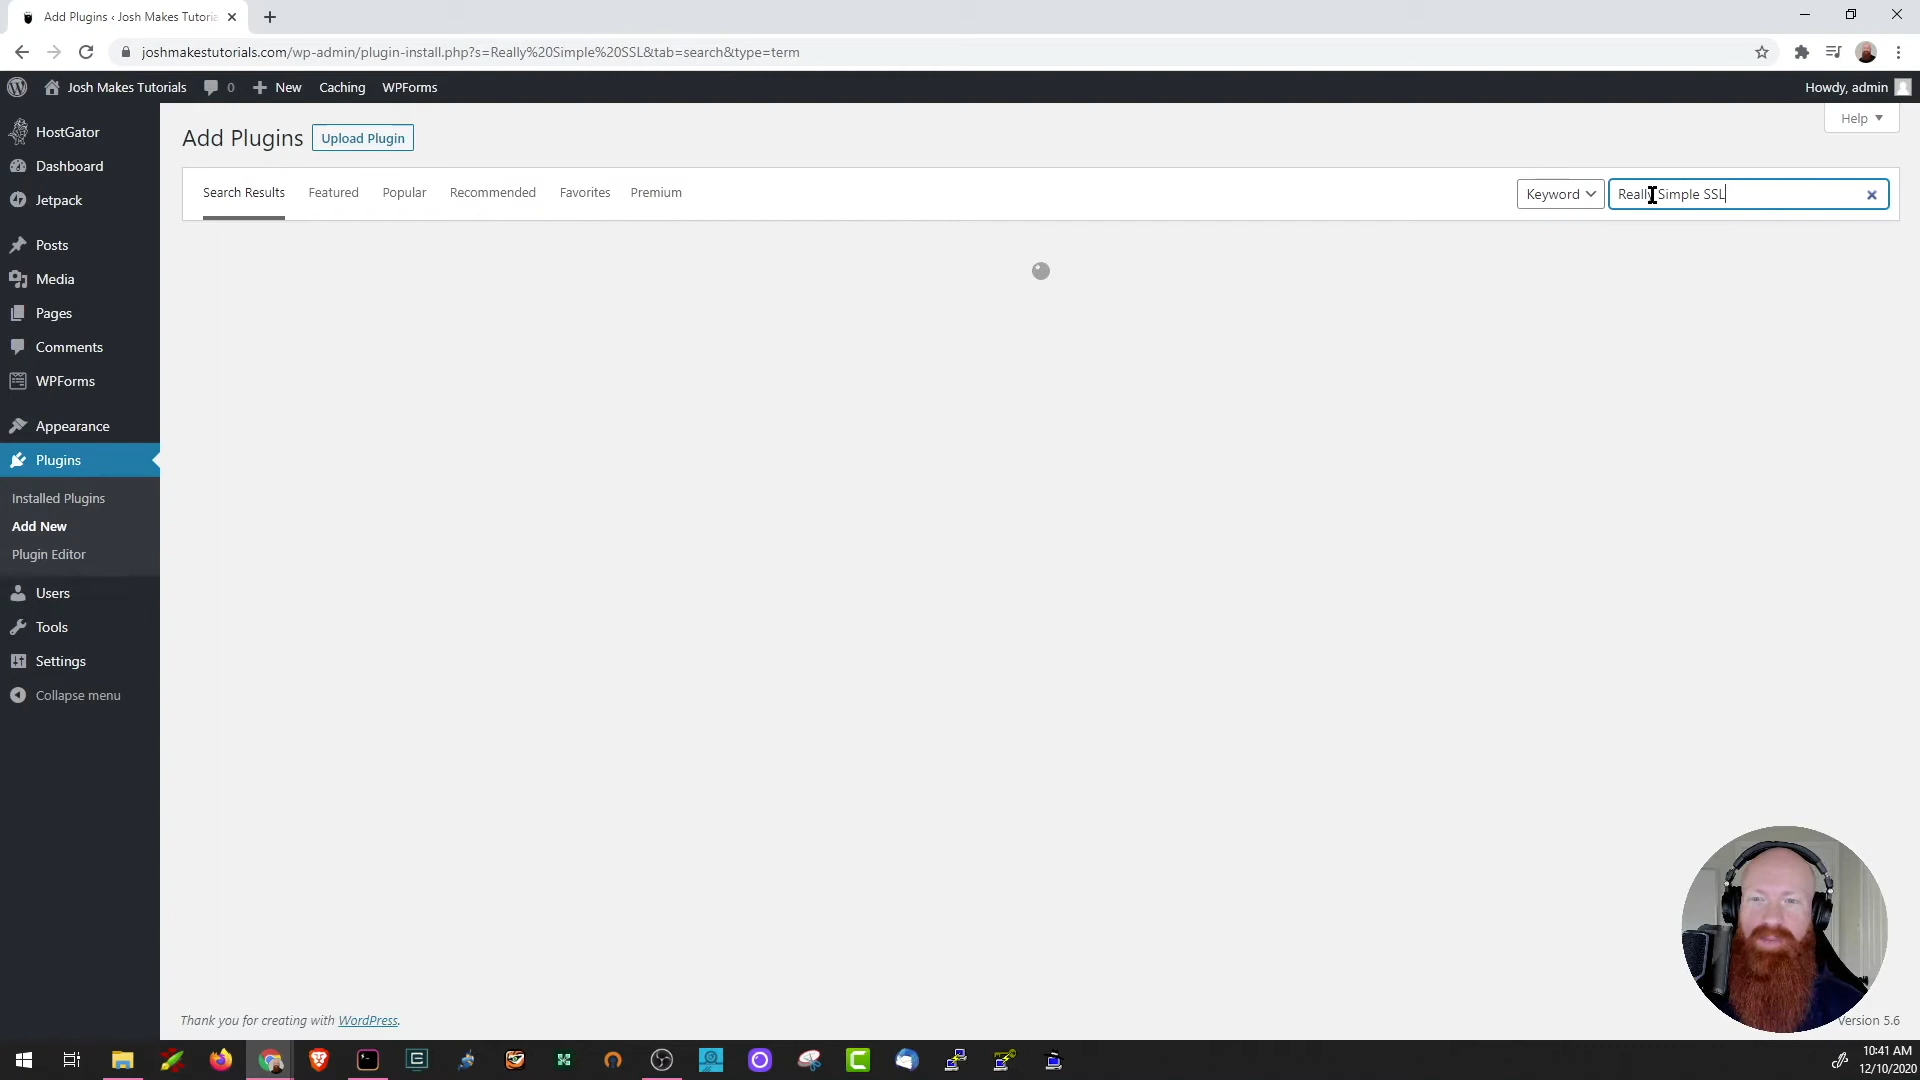 Add Plugins ‹ Josh Makes Tutoria
joshmakestutorials.com/wp-admin/plugin-install.php?s=Really%20Simple%20SSL&tab=search&type=term
Josh Makes Tutorials 0 New Caching WPForms Howdy, admin
HostGator
Dashboard
Jetpack
Posts
Media
Pages
Comments
WPForms
Appearance
Plugins
Installed Plugins
Add New
Plugin Editor
Users
Tools
Settings
Collapse menu
Help
Add Plugins Upload Plugin
Search Results Featured Popular Recommended Favorites Premium Keyword Really Simple SSL
Thank you for creating with WordPress.
Version 5.6
10:41 AM
12/10/2020